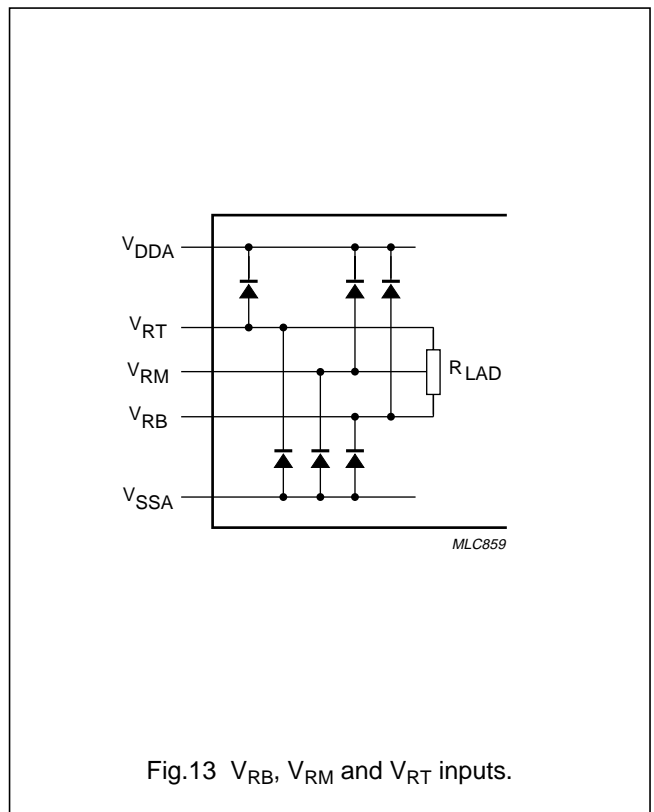 VDDA
VRT
VRM
RLAD
VRB
VSSA
MLC859
Fig.13 VRB, VRM and VRT inputs.